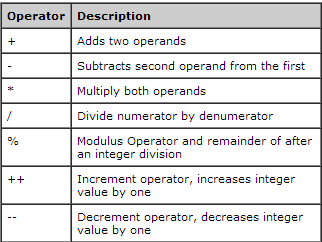 Operator Description
+ Adds two operands
- Subtracts second operand from the first
* Multiply both operands
/ Divide numerator by denumerator
% Modulus Operator and remainder of after
an integer division
++ Increment operator, increases integer
value by one
-- Decrement operator, decreases integer
value by one